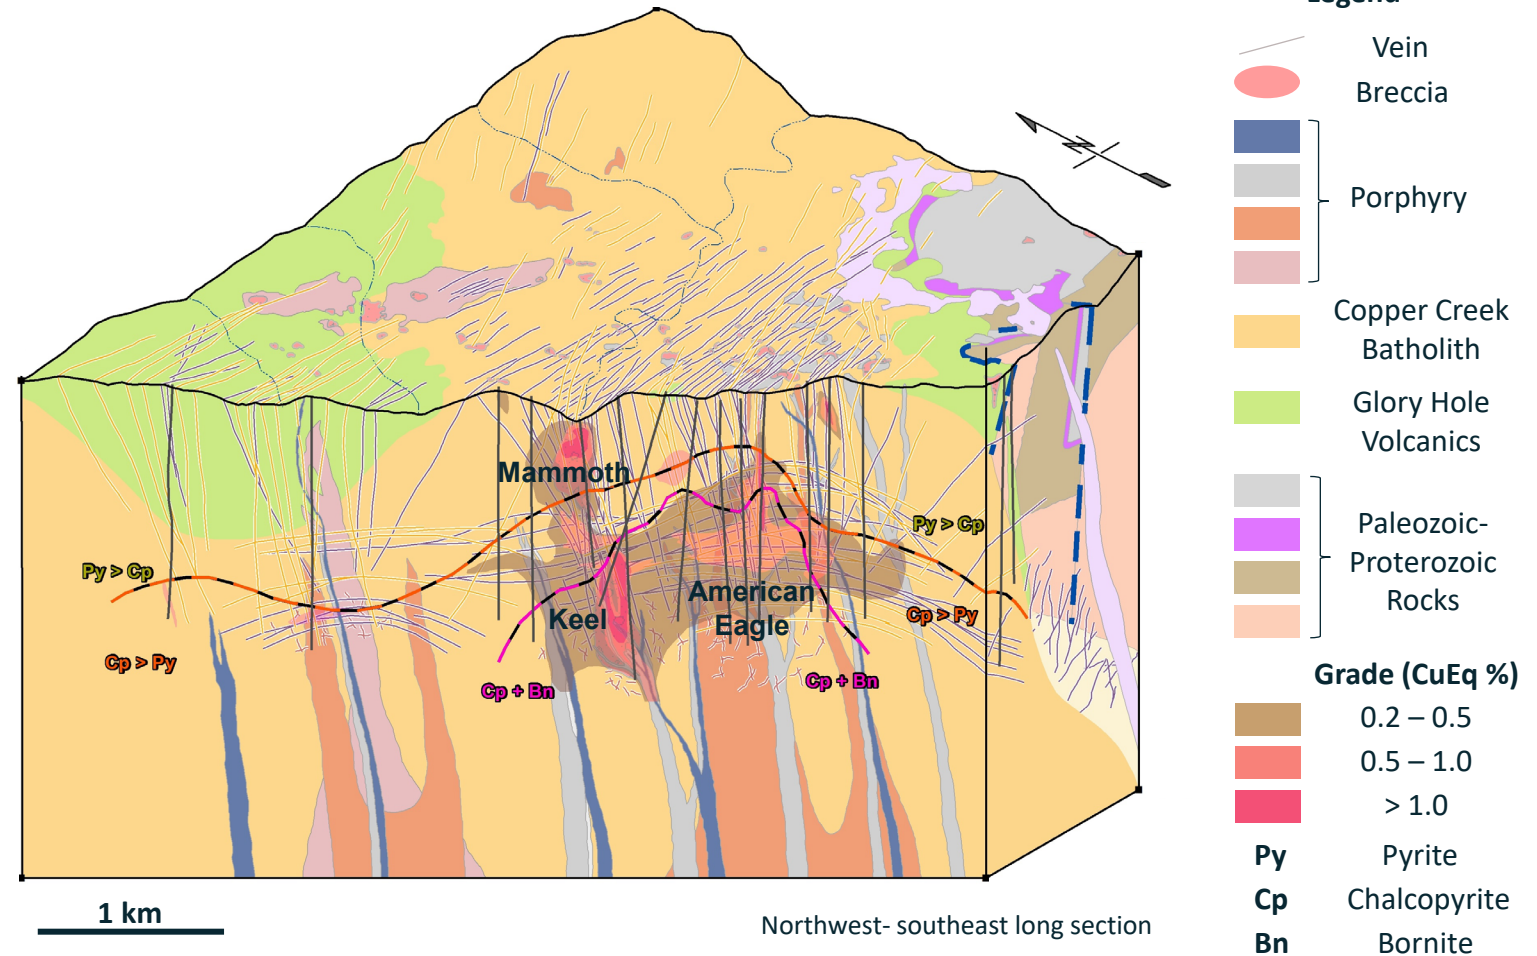 Legend
Vein
Breccia
Porphyry
Copper Creek
Batholith
Glory Hole
Volcanics
Paleozoic-
Proterozoic
Rocks
Grade (CuEq %)
0.2 – 0.5
0.5 – 1.0
> 1.0
Py Pyrite
Cp Chalcopyrite
Bn Bornite
Mammoth
Keel
American
Eagle
Py > Cp
Cp > Py
Py > Cp
Cp > Py
Cp + Bn
Cp + Bn
1 km
Northwest- southeast long section